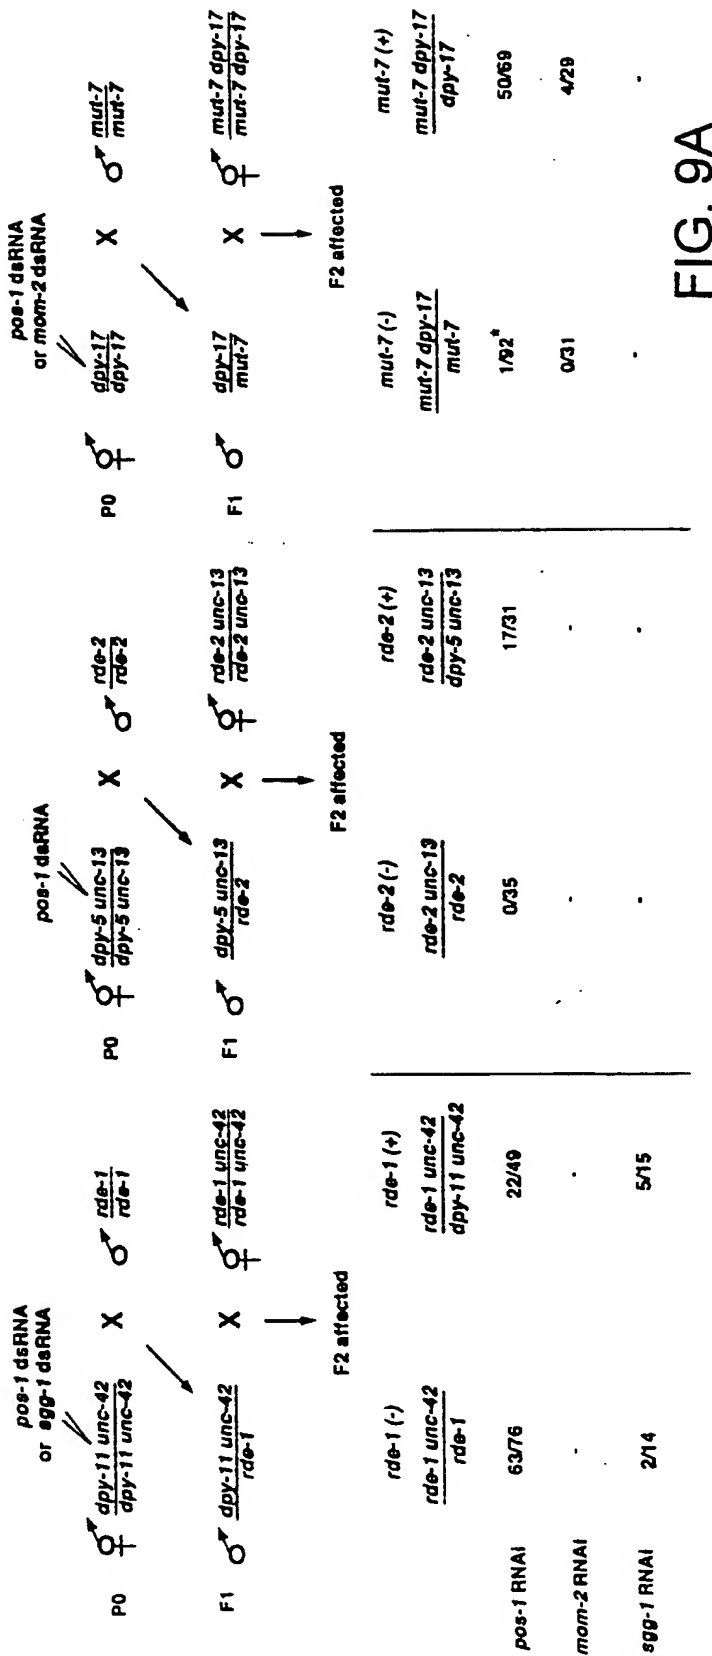 pos-1 dsRNA
or sgg-1 dsRNA
P0 dpy-11 unc-42 X rde-1
dpy-11 unc-42 rde-1
F1 dpy-11 unc-42 X rde-1 unc-42
rde-1 rde-1 unc-42
F2 affected
pos-1 dsRNA
P0 dpy-5 unc-13 X rde-2
dpy-5 unc-13 rde-2
F1 dpy-5 unc-13 X rde-2 unc-13
rde-2 rde-2 unc-13
F2 affected
pos-1 dsRNA
or mom-2 dsRNA
P0 dpy-17 X mut-7
dpy-17 mut-7
F1 dpy-17 X mut-7 dpy-17
mut-7 mut-7 dpy-17
F2 affected
rde-1 (-) rde-1 (+) rde-2 (-) rde-2 (+) mut-7 (-) mut-7 (+)
rde-1 unc-42 rde-1 unc-42 rde-2 unc-13 rde-2 unc-13 mut-7 dpy-17 mut-7 dpy-17
rde-1 dpy-11 unc-42 rde-2 dpy-5 unc-13 mut-7 dpy-17
pos-1 RNAi 63/76 22/49 0/35 17/31 1/92* 50/69
mom-2 RNAi - - - - 0/31 4/29
sgg-1 RNAi 2/14 5/15 - - - -
FIG. 9A